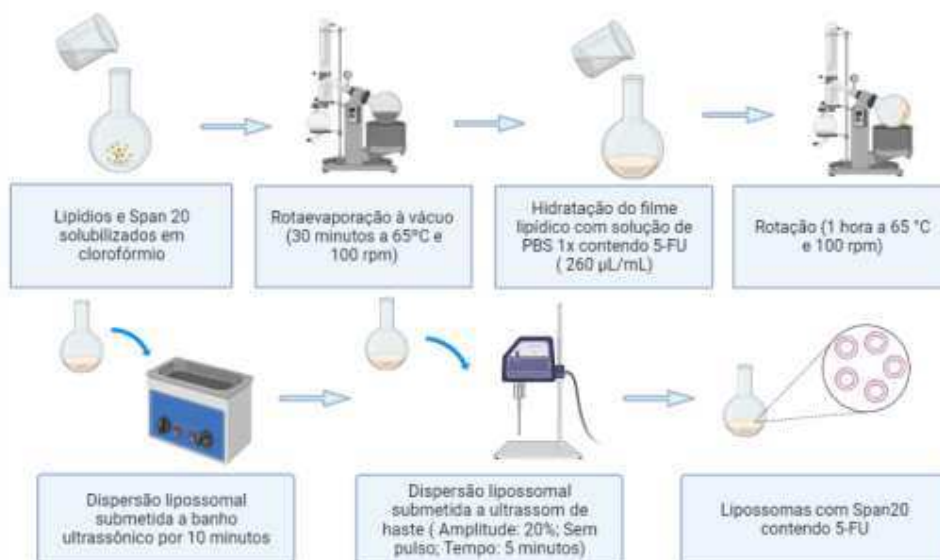 Lipídios e Span 20
solubilizados em
clorofórmio
Rotaevaporação à vácuo
(30 minutos a 65ºC e
100 rpm)
Hidratação do filme
lipídico com solução de
PBS 1x contendo 5-FU
( 260 µL/mL)
Rotação (1 hora a 65 °C
e 100 rpm)
Dispersão lipossomal
submetida a banho
ultrassônico por 10 minutos
Dispersão lipossomal
submetida a ultrassom de
haste ( Amplitude: 20%; Sem
pulso; Tempo: 5 minutos)
Lipossomas com Span20
contendo 5-FU